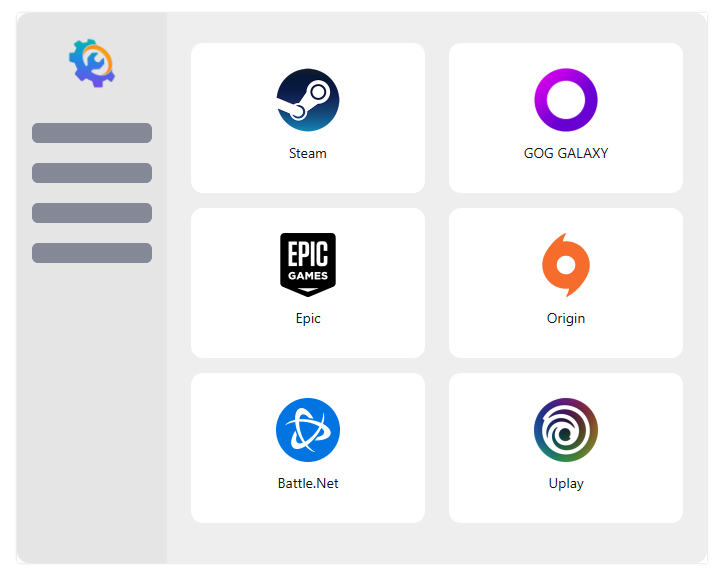 Steam
GOG GALAXY
EPIC
GAMES
Epic
Origin
Battle.Net
Uplay